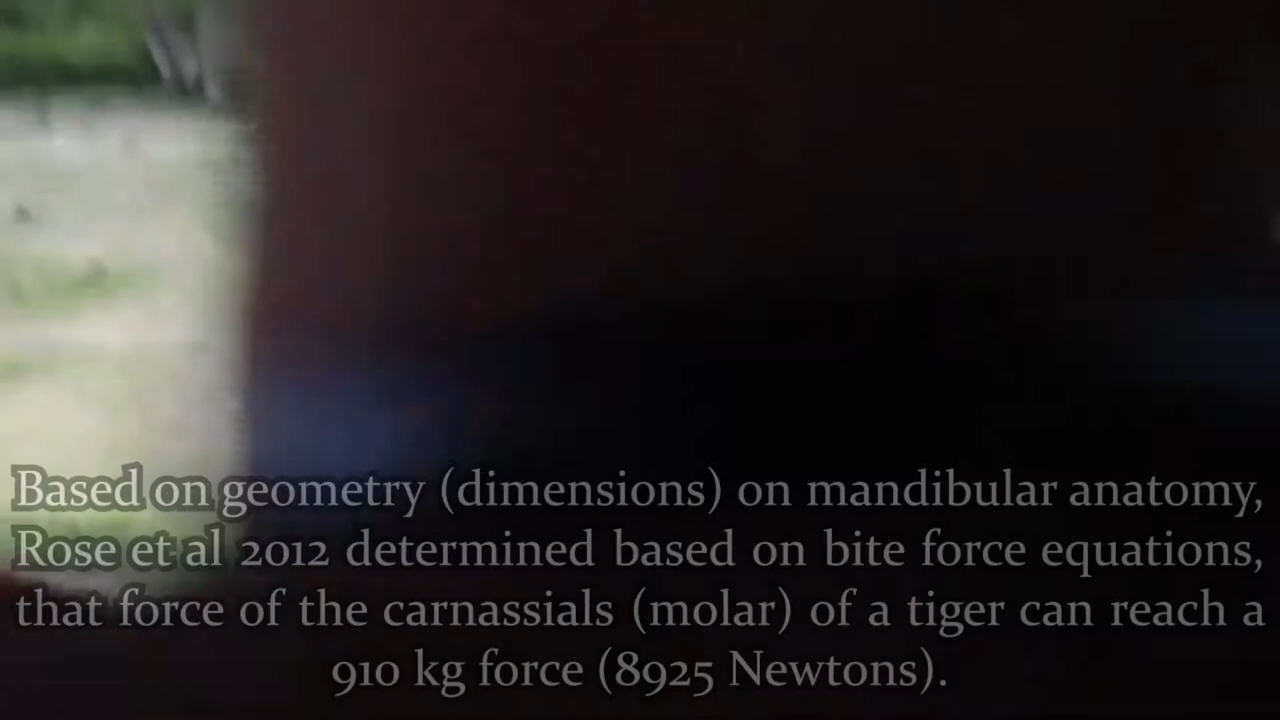 Based on geometry (dimensions) on mandibular anatomy,
Rose et al 2012 determined based on bite force equations,
that force of the carnassials (molar) of a tiger can reach a
910 kg force (8925 Newtons).